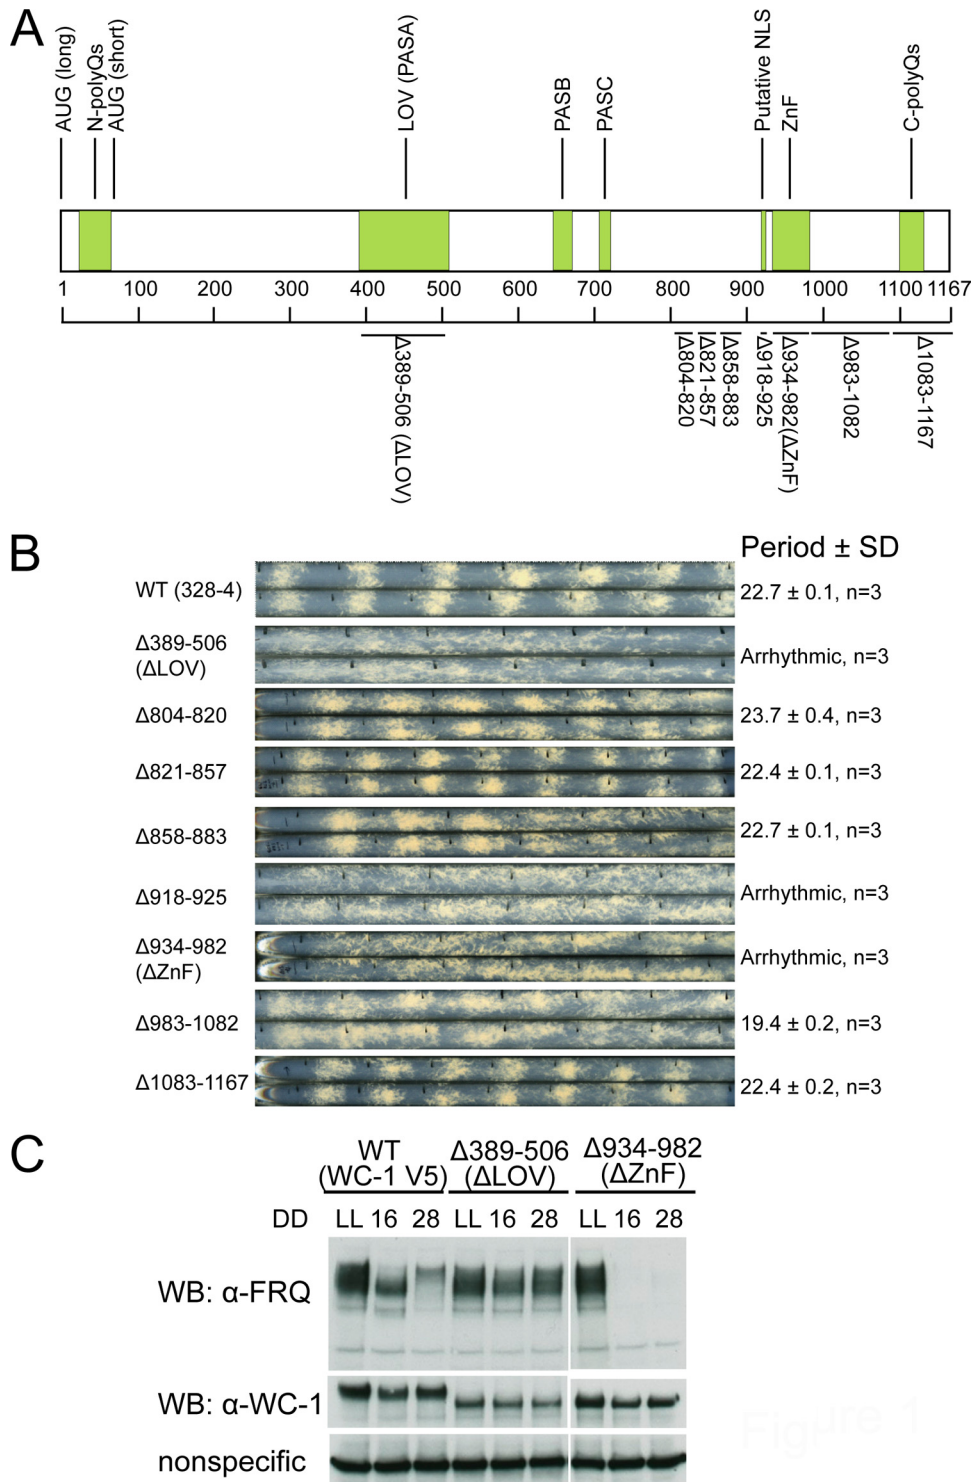 A
AUG (long)
N-polyQs
AUG (short)
LOV (PASA)
PASB
PASC
Putative NLS
ZnF
C-polyQs
1 100 200 300 400 500 600 700 800 900 1000 1100 1167
Δ389-506 (ΔLOV)
Δ804-820
Δ821-857
Δ858-883
Δ918-925
Δ934-982(ΔZnF)
Δ983-1082
Δ1083-1167
B
Period ± SD
WT (328-4)
22.7 ± 0.1, n=3
Δ389-506
(ΔLOV)
Arrhythmic, n=3
Δ804-820
23.7 ± 0.4, n=3
Δ821-857
22.4 ± 0.1, n=3
Δ858-883
22.7 ± 0.1, n=3
Δ918-925
Arrhythmic, n=3
Δ934-982
(ΔZnF)
Arrhythmic, n=3
Δ983-1082
19.4 ± 0.2, n=3
Δ1083-1167
22.4 ± 0.2, n=3
C
WT
(WC-1 V5)
Δ389-506
(ΔLOV)
Δ934-982
(ΔZnF)
DD LL 16 28 LL 16 28 LL 16 28
WB: α-FRQ
WB: α-WC-1
nonspecific
Figure 1